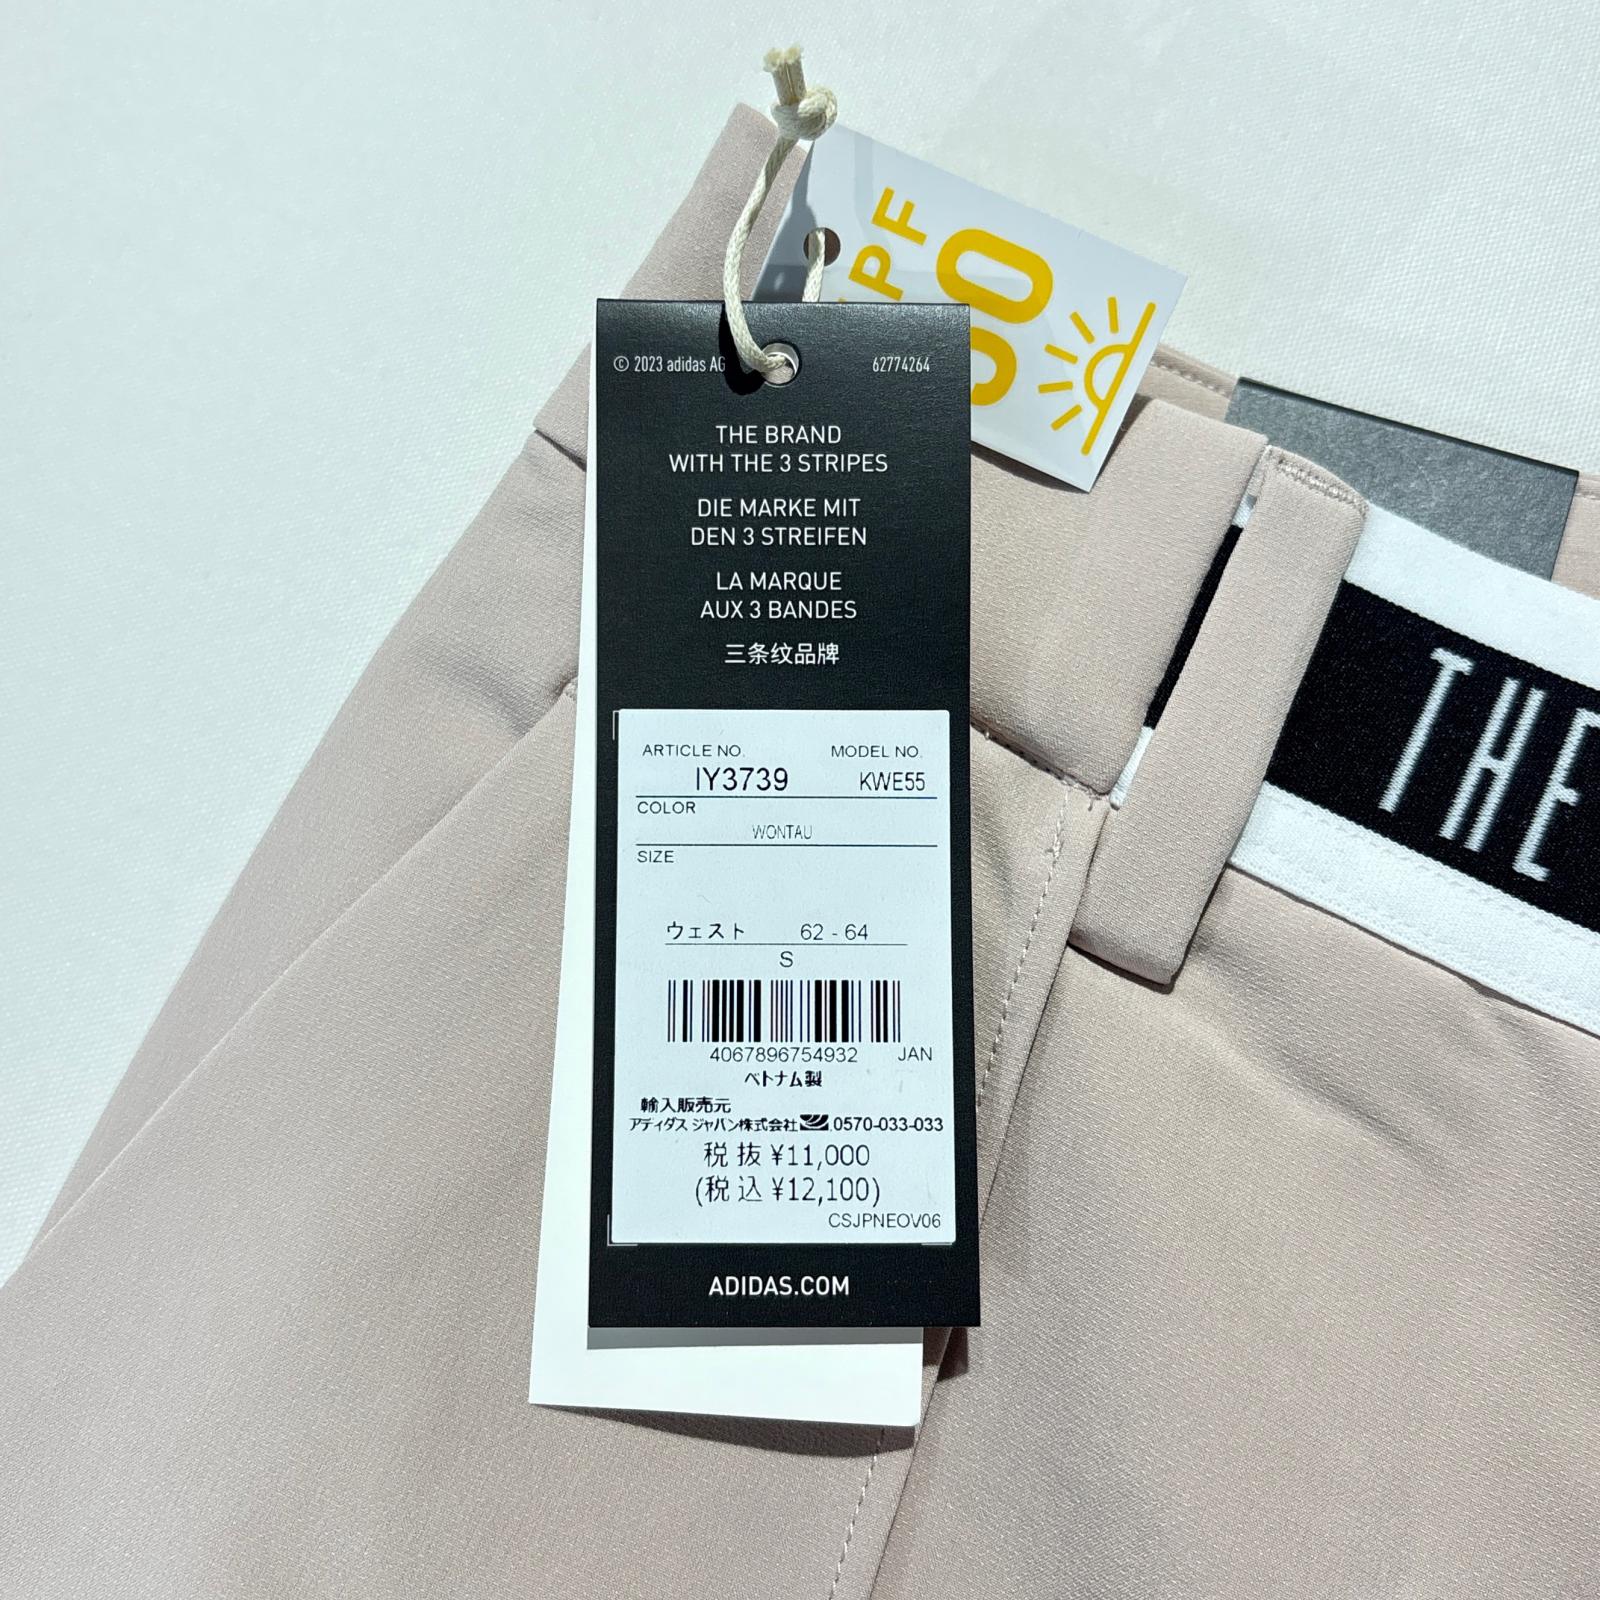 PF
50
© 2023 adidas AG
62774264
THE BRAND
WITH THE 3 STRIPES
DIE MARKE MIT
DEN 3 STREIFEN
LA MARQUE
AUX 3 BANDES
三条纹品牌
ARTICLE NO. MODEL NO.
IY3739 KWE55
COLOR
WONTAU
SIZE
ウェスト 62 - 64
S
4067896754932 JAN
ベトナム製
輸入販売元
アディダス ジャパン株式会社 0570-033-033
税抜 ¥11,000
(税込 ¥12,100)
CSJPNEOV06
ADIDAS.COM
THE